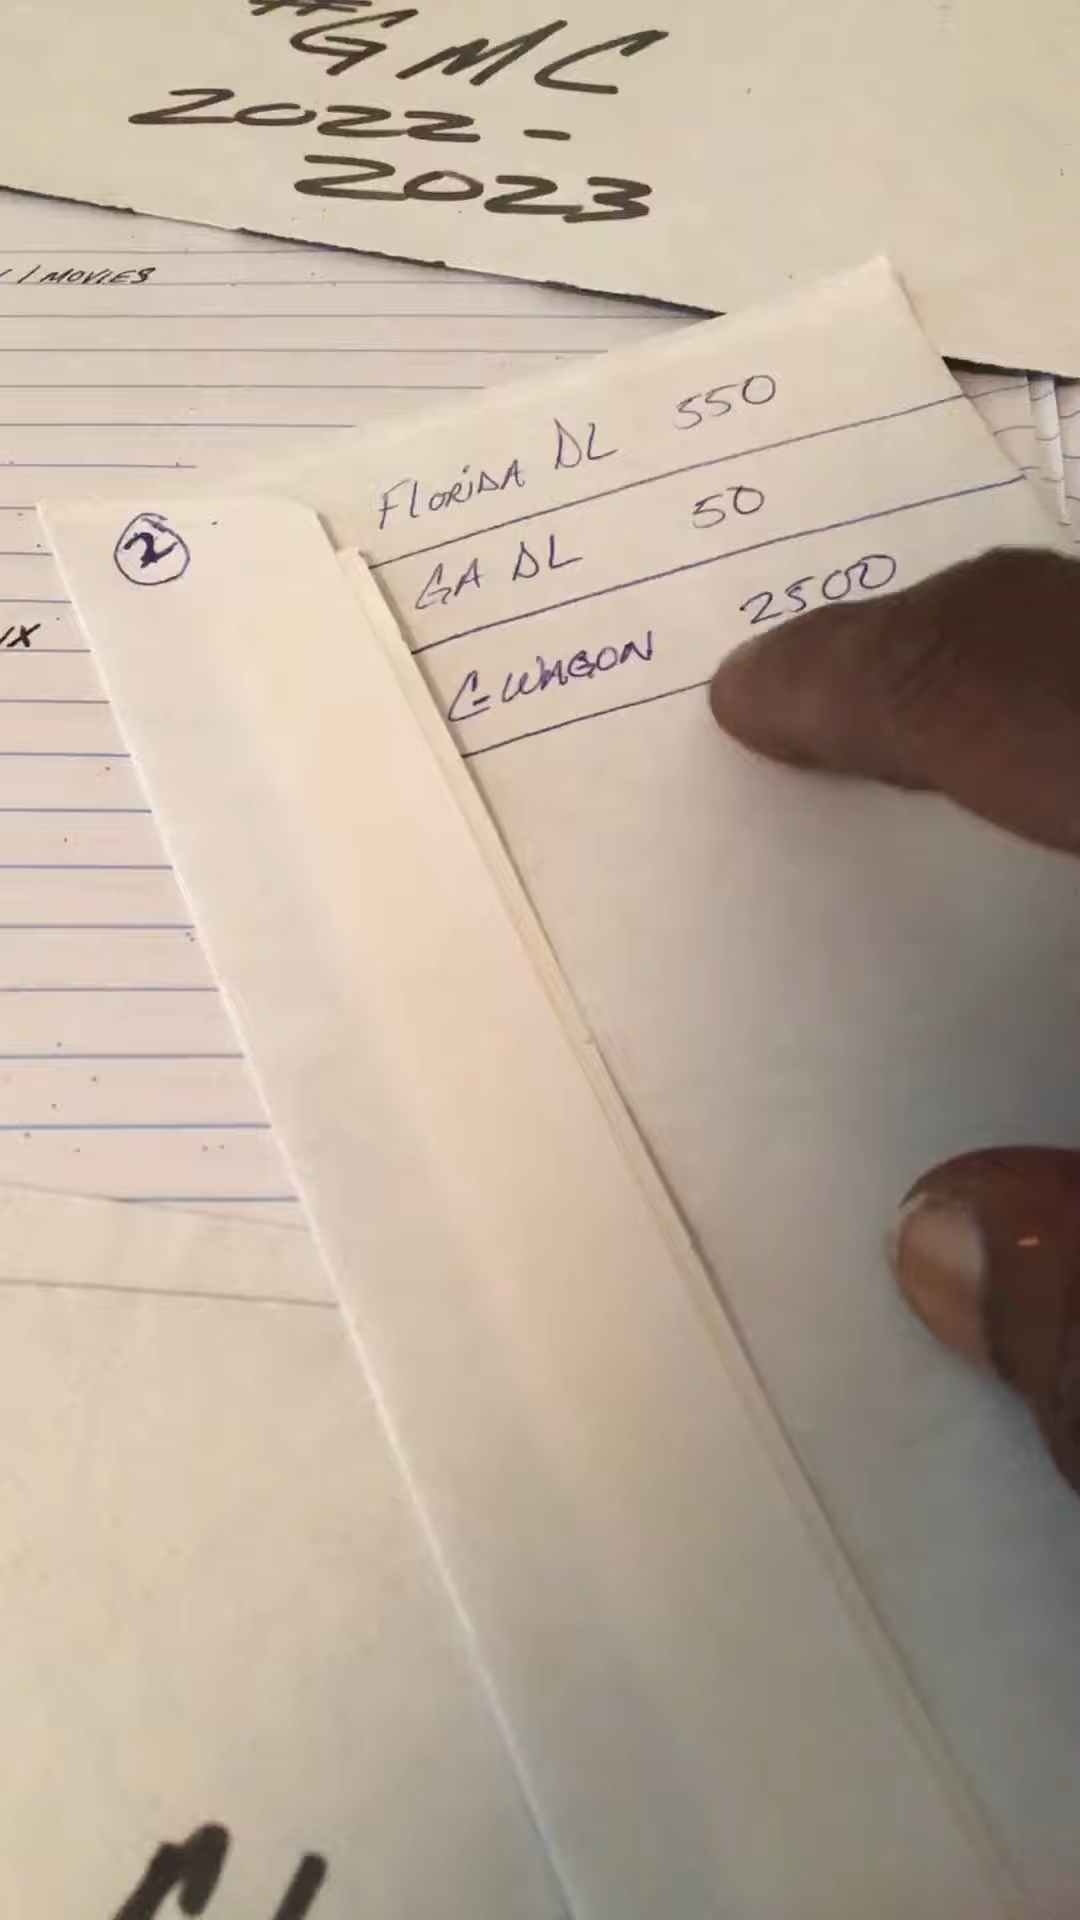 #GMC
2022-
2023
/ MOVIES
FLORIDA DL 550
2
GA DL 50
G-WAGON 2500